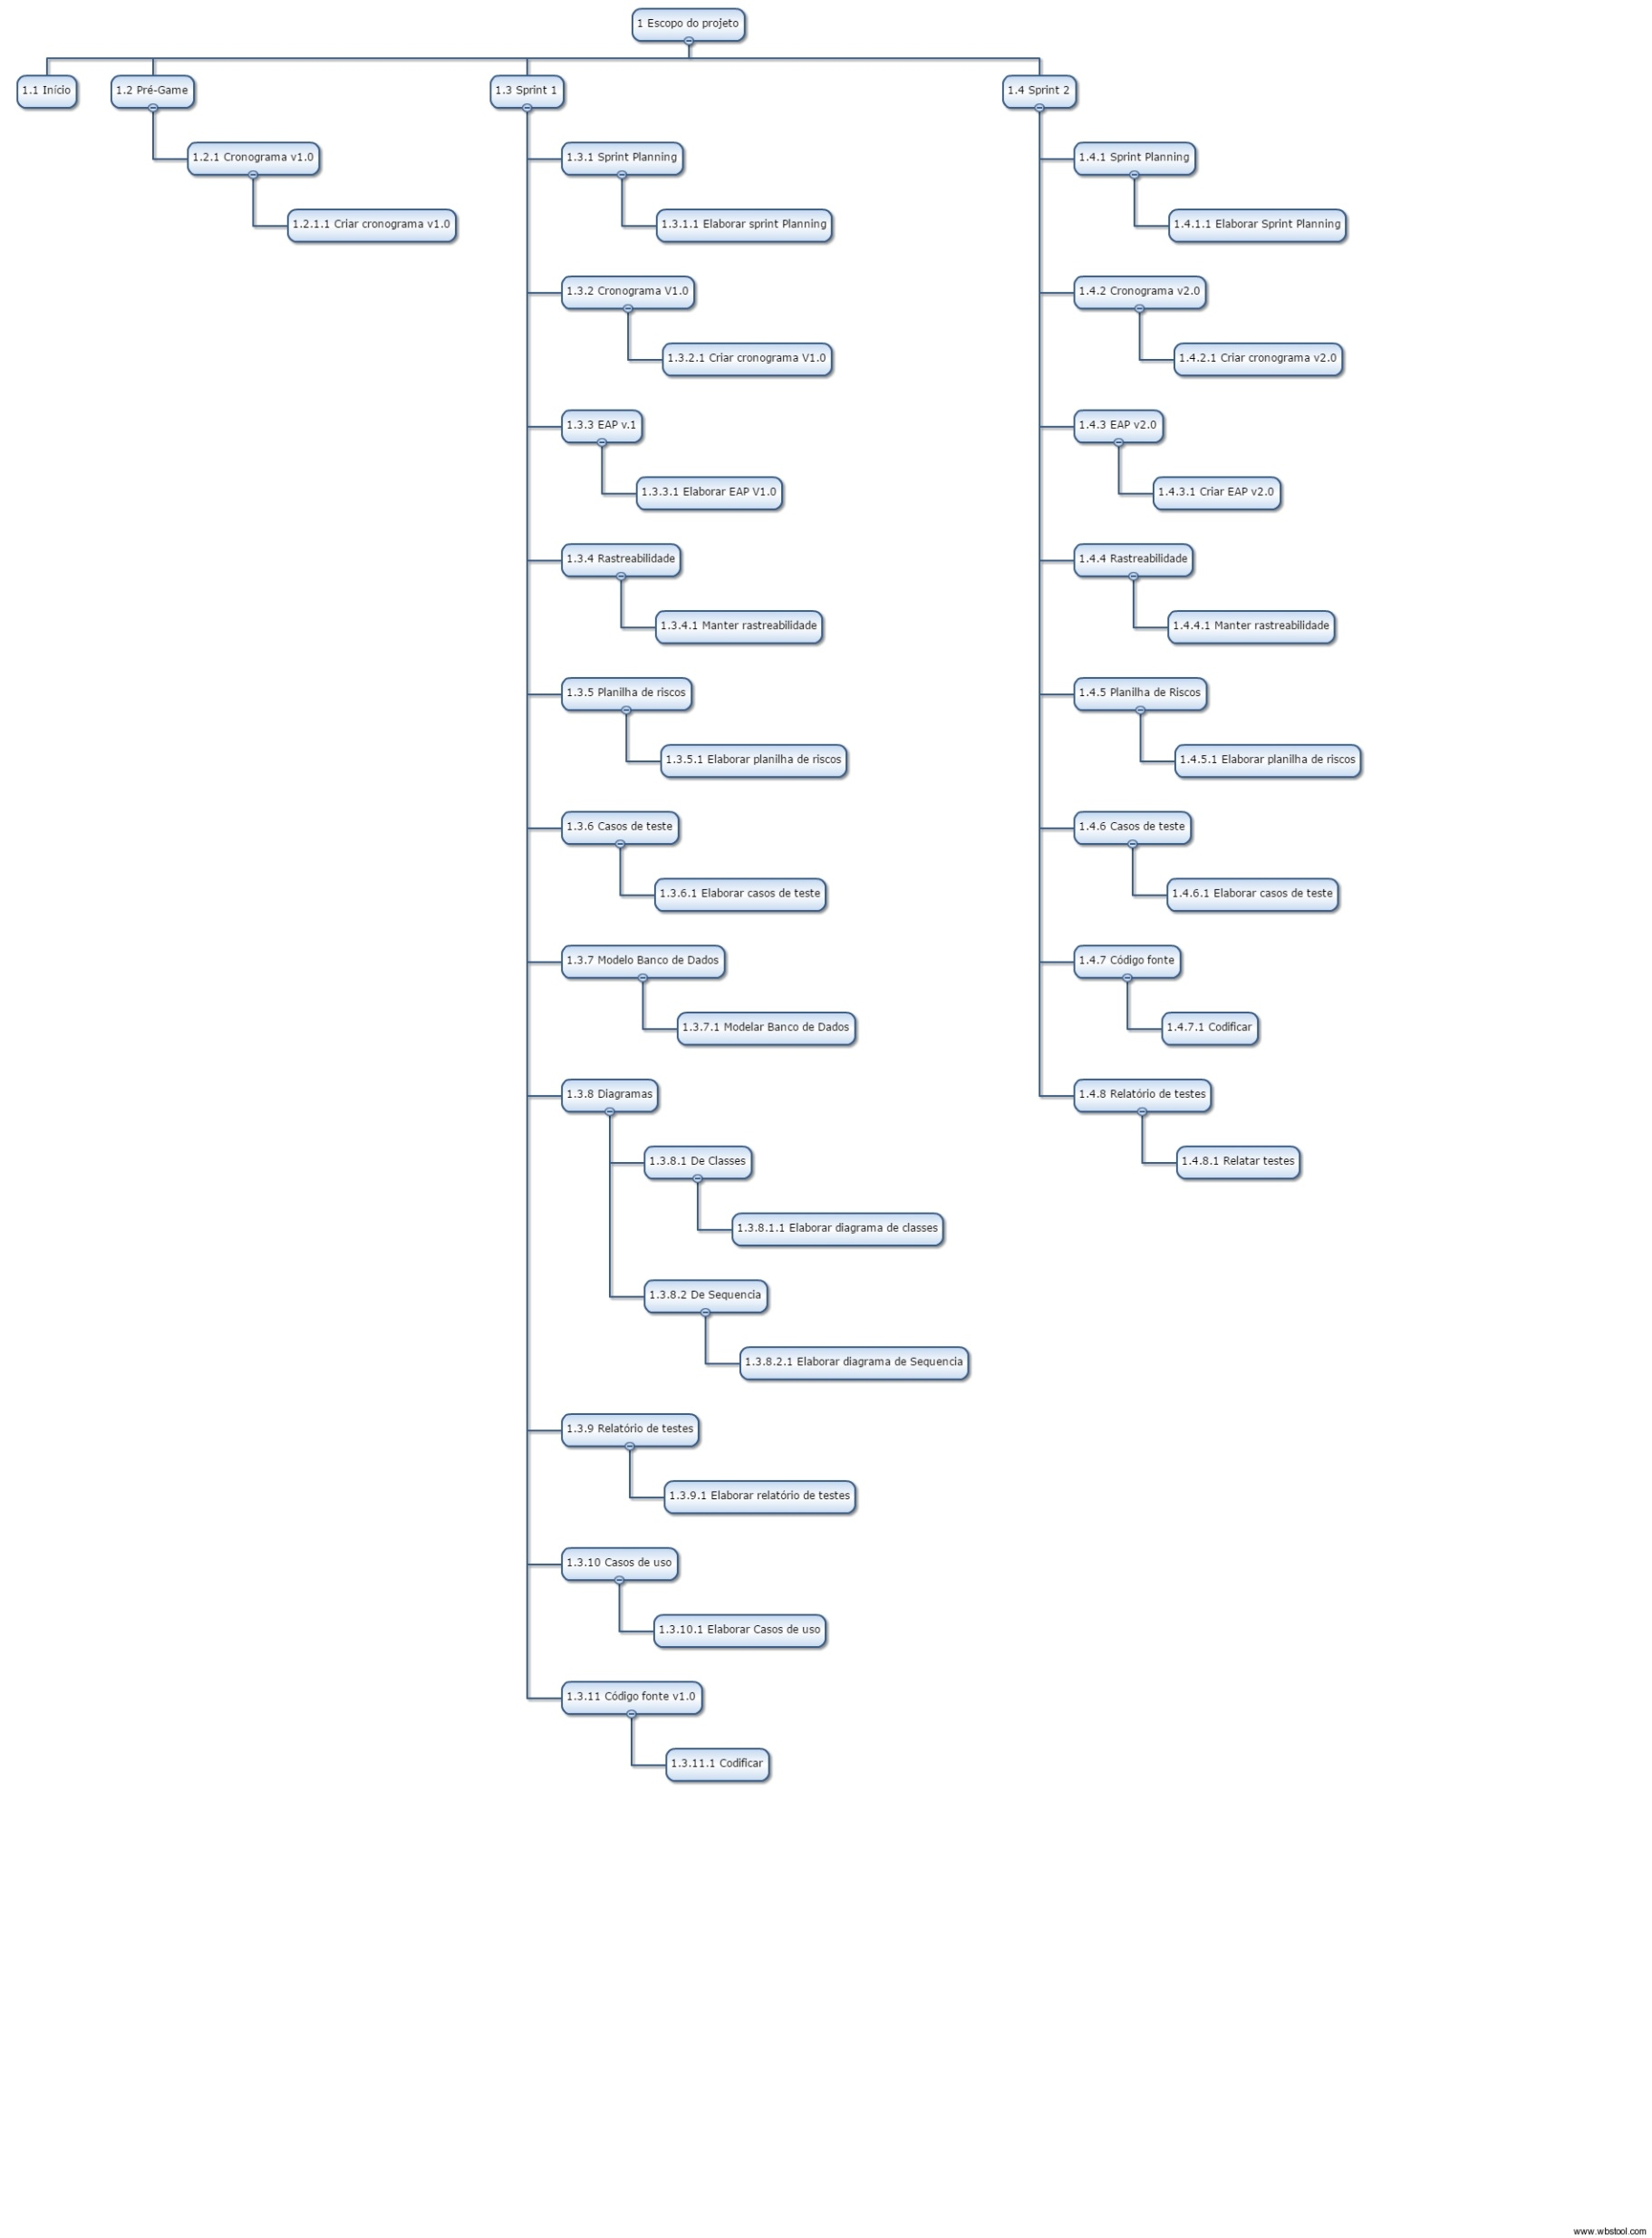 1 Escopo do projeto
1.1 Início
1.2 Pré-Game
1.2.1 Cronograma v1.0
1.2.1.1 Criar cronograma v1.0
1.3 Sprint 1
1.3.1 Sprint Planning
1.3.1.1 Elaborar sprint Planning
1.3.2 Cronograma V1.0
1.3.2.1 Criar cronograma V1.0
1.3.3 EAP v.1
1.3.3.1 Elaborar EAP V1.0
1.3.4 Rastreabilidade
1.3.4.1 Manter rastreabilidade
1.3.5 Planilha de riscos
1.3.5.1 Elaborar planilha de riscos
1.3.6 Casos de teste
1.3.6.1 Elaborar casos de teste
1.3.7 Modelo Banco de Dados
1.3.7.1 Modelar Banco de Dados
1.3.8 Diagramas
1.3.8.1 De Classes
1.3.8.1.1 Elaborar diagrama de classes
1.3.8.2 De Sequencia
1.3.8.2.1 Elaborar diagrama de Sequencia
1.3.9 Relatório de testes
1.3.9.1 Elaborar relatório de testes
1.3.10 Casos de uso
1.3.10.1 Elaborar Casos de uso
1.3.11 Código fonte v1.0
1.3.11.1 Codificar
1.4 Sprint 2
1.4.1 Sprint Planning
1.4.1.1 Elaborar Sprint Planning
1.4.2 Cronograma v2.0
1.4.2.1 Criar cronograma v2.0
1.4.3 EAP v2.0
1.4.3.1 Criar EAP v2.0
1.4.4 Rastreabilidade
1.4.4.1 Manter rastreabilidade
1.4.5 Planilha de Riscos
1.4.5.1 Elaborar planilha de riscos
1.4.6 Casos de teste
1.4.6.1 Elaborar casos de teste
1.4.7 Código fonte
1.4.7.1 Codificar
1.4.8 Relatório de testes
1.4.8.1 Relatar testes
www.wbstool.com